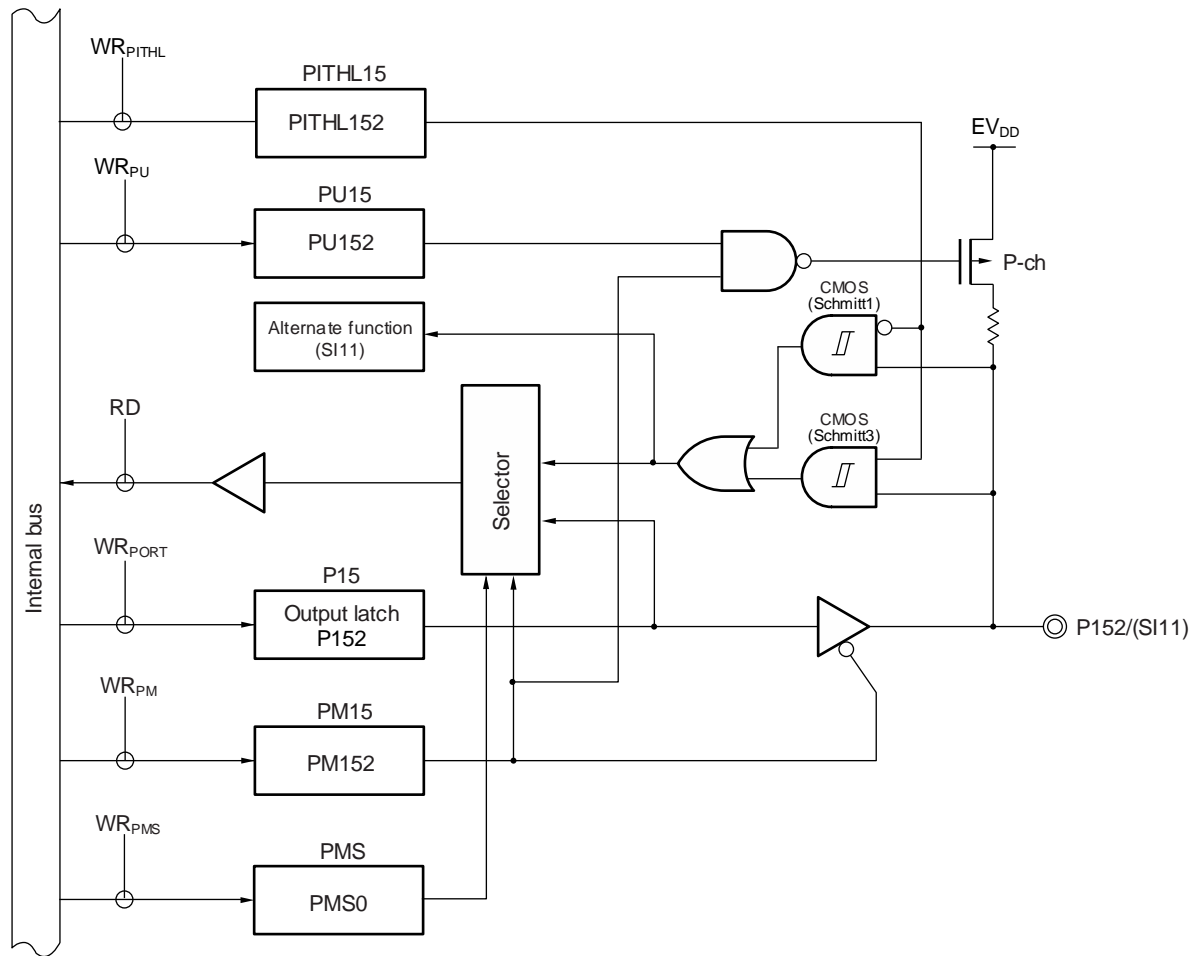 WRPITHL
PITHL15
PITHL152
EVDD
WRPU
PU15
PU152
P-ch
CMOS
(Schmitt1)
Alternate function
(SI11)
RD
CMOS
(Schmitt3)
Selector
Internal bus
WRPORT
P15
Output latch
P152
P152/(SI11)
WRPM
PM15
PM152
WRPMS
PMS
PMS0